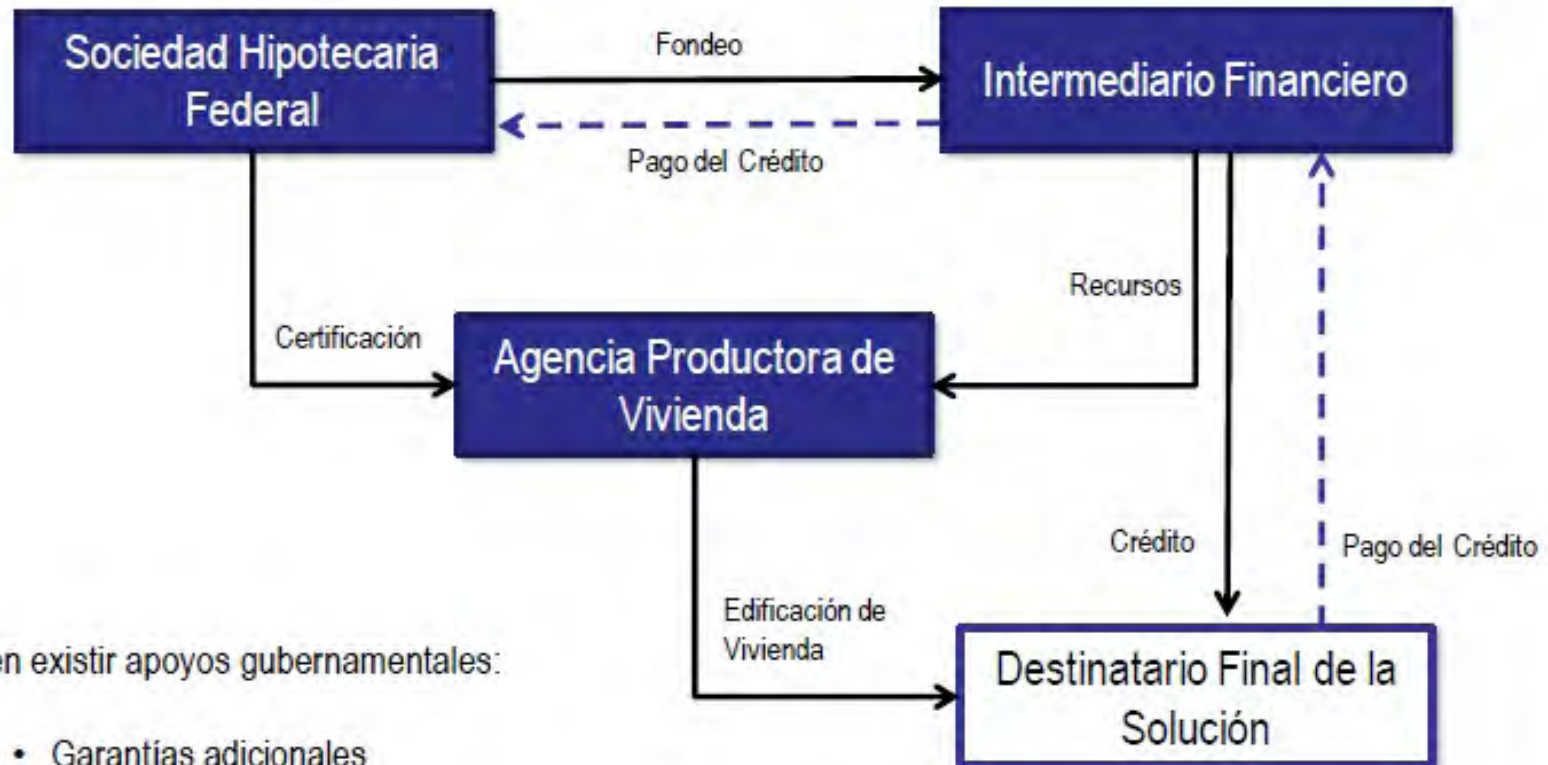 Sociedad Hipotecaria
Federal
Fondeo
Intermediario Financiero
Pago del Crédito
Recursos
Certificación
Agencia Productora de
Vivienda
Crédito
Pago del Crédito
Edificación de
Vivienda
en existir apoyos gubernamentales:
Destinatario Final de la
Solución
• Garantías adicionales